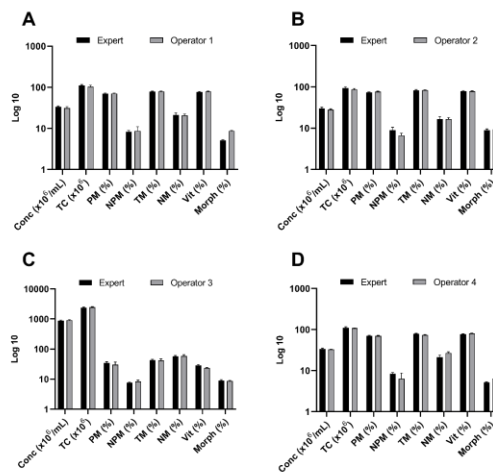 A
Expert Operator 1
1000
100
10
1
Log 10
Conc (x10⁶/mL)
TC (x10⁶)
PM (%)
NPM (%)
TM (%)
NM (%)
Vit (%)
Morph (%)
B
Expert Operator 2
1000
100
10
1
Log 10
Conc (x10⁶/mL)
TC (x10⁶)
PM (%)
NPM (%)
TM (%)
NM (%)
Vit (%)
Morph (%)
C
Expert Operator 3
10000
1000
100
10
1
Log 10
Conc (x10⁶/mL)
TC (x10⁶)
PM (%)
NPM (%)
TM (%)
NM (%)
Vit (%)
Morph (%)
D
Expert Operator 4
1000
100
10
1
Log 10
Conc (x10⁶/mL)
TC (x10⁶)
PM (%)
NPM (%)
TM (%)
NM (%)
Vit (%)
Morph (%)